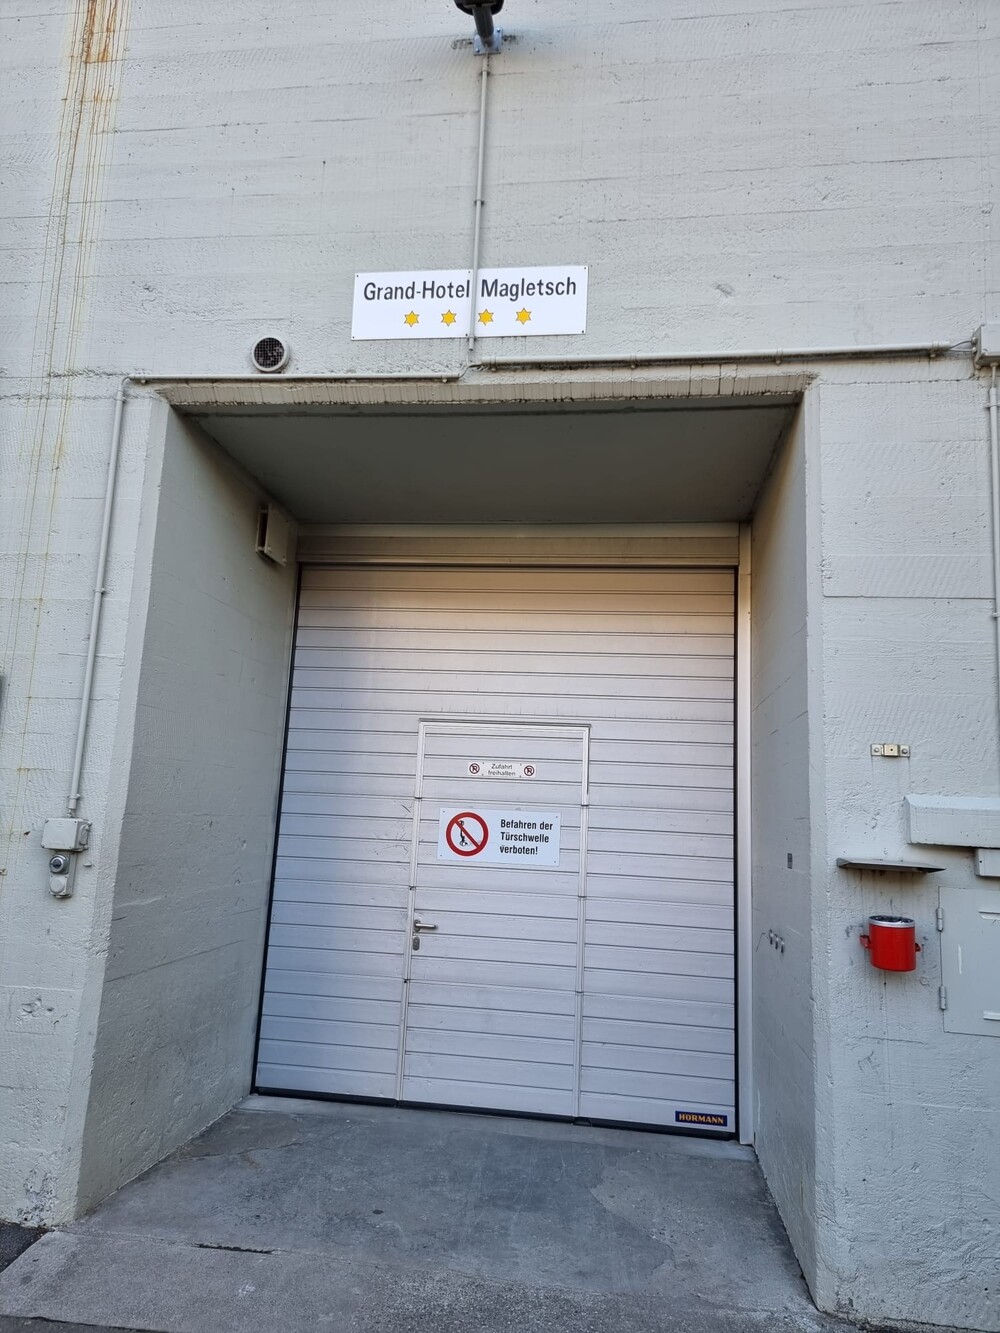 Grand-Hotel Magletsch
Zufahrt
freihalten
Befahren der
Türschwelle
verboten!
HÖRMANN